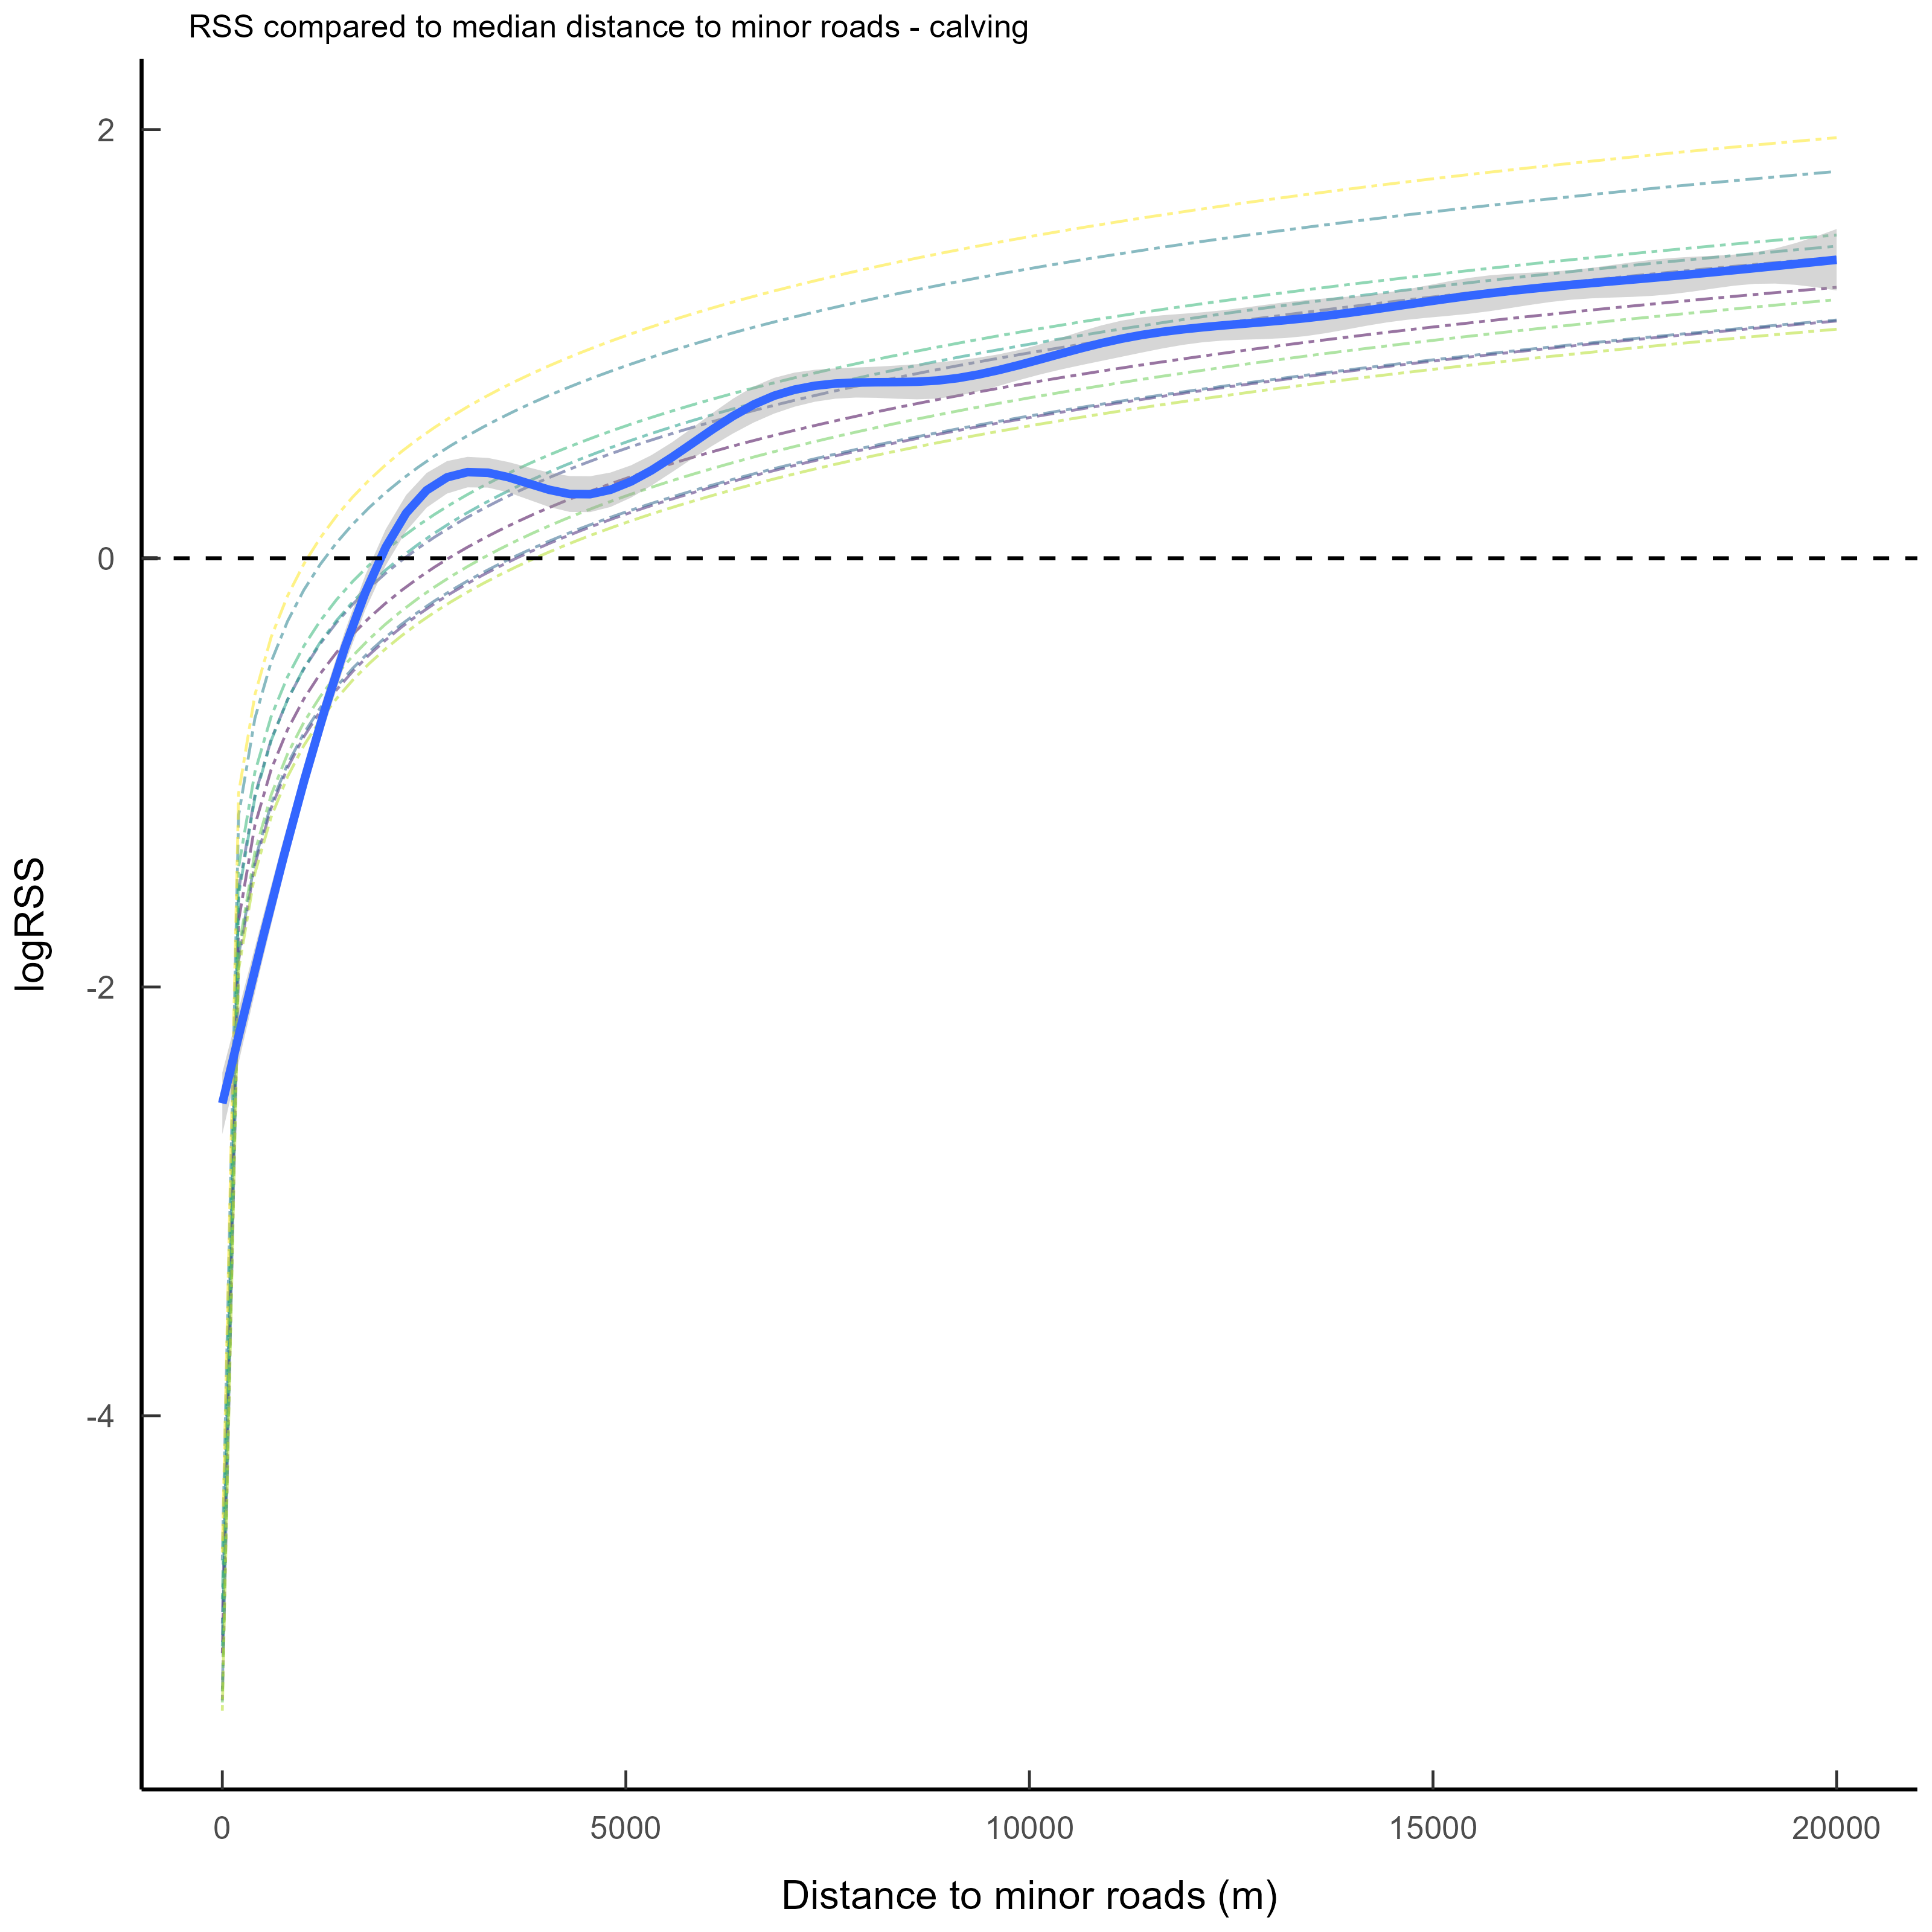 RSS compared to median distance to minor roads - calving
2
0
-2
-4
logRSS
0 5000 10000 15000 20000
Distance to minor roads (m)